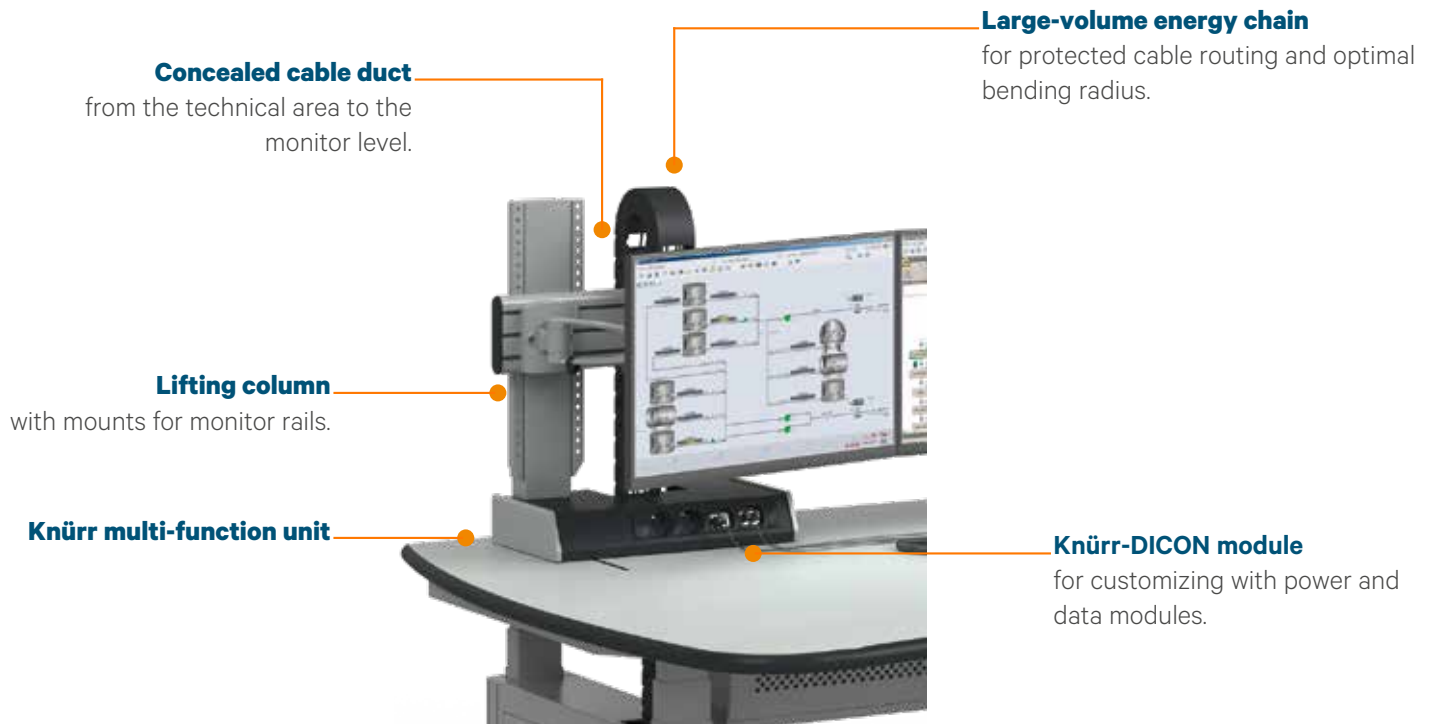 Large-volume energy chain
for protected cable routing and optimal
bending radius.
Concealed cable duct
from the technical area to the
monitor level.
Lifting column
with mounts for monitor rails.
Knürr multi-function unit
Knürr-DICON module
for customizing with power and
data modules.